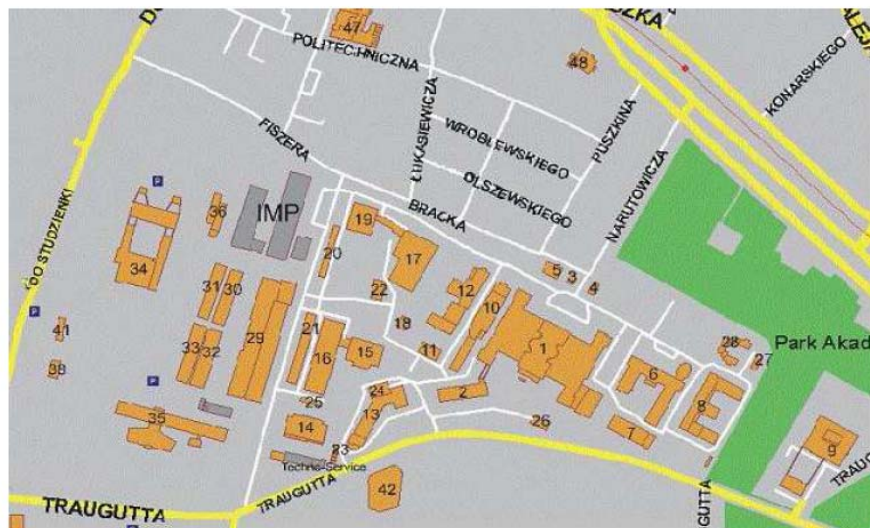 47
POLITECHNICZNA
48
KONARSKIEGO
ŁUKASIEWICZA
WRÓBLEWSKIEGO
PUSZKINA
FISZERA
OLSZEWSKIEGO
NARUTOWICZA
BRACKA
P
DO STUDZIENKI
36
IMP
19
20
17
34
5
3
4
22
12
31
30
10
18
P
41
21
29
16
15
11
1
28
Park Akad
27
33
32
38
P
6
24
2
25
8
35
13
14
26
7
9
23
Techno-Service
TRAUGUTTA
TRAUGUTTA
42
GUTTA
TRAUG
P